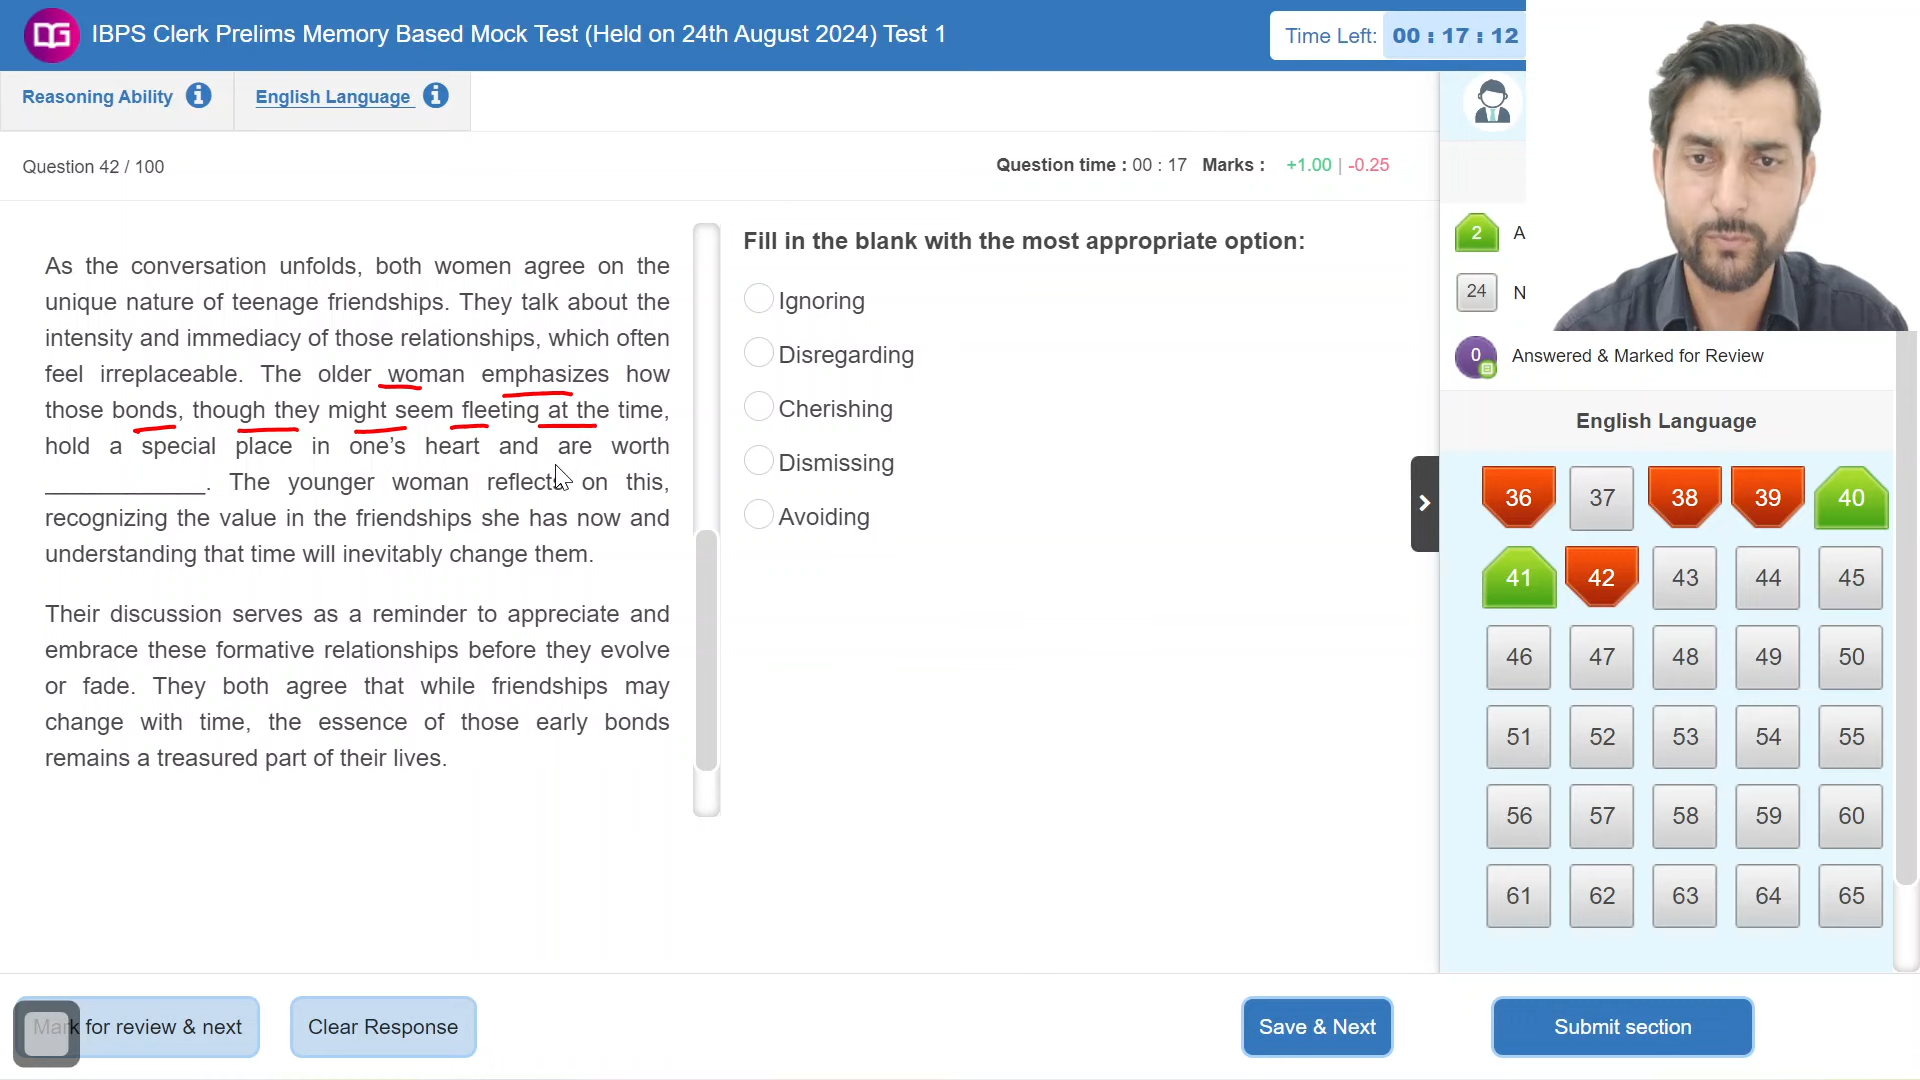 DG
IBPS Clerk Prelims Memory Based Mock Test (Held on 24th August 2024) Test 1
Time Left: 00 : 17 : 12
Reasoning Ability i
English Language i
Question 42 / 100
Question time : 00 : 17 Marks : +1.00 | -0.25
As the conversation unfolds, both women agree on the
unique nature of teenage friendships. They talk about the
intensity and immediacy of those relationships, which often
feel irreplaceable. The older woman emphasizes how
those bonds, though they might seem fleeting at the time,
hold a special place in one's heart and are worth
____________. The younger woman reflects on this,
recognizing the value in the friendships she has now and
understanding that time will inevitably change them.
Their discussion serves as a reminder to appreciate and
embrace these formative relationships before they evolve
or fade. They both agree that while friendships may
change with time, the essence of those early bonds
remains a treasured part of their lives.
Fill in the blank with the most appropriate option:
Ignoring
Disregarding
Cherishing
Dismissing
Avoiding
2 A
24 N
0 Answered & Marked for Review
English Language
36 37 38 39 40
41 42 43 44 45
46 47 48 49 50
51 52 53 54 55
56 57 58 59 60
61 62 63 64 65
Mark for review & next
Clear Response
Save & Next
Submit section